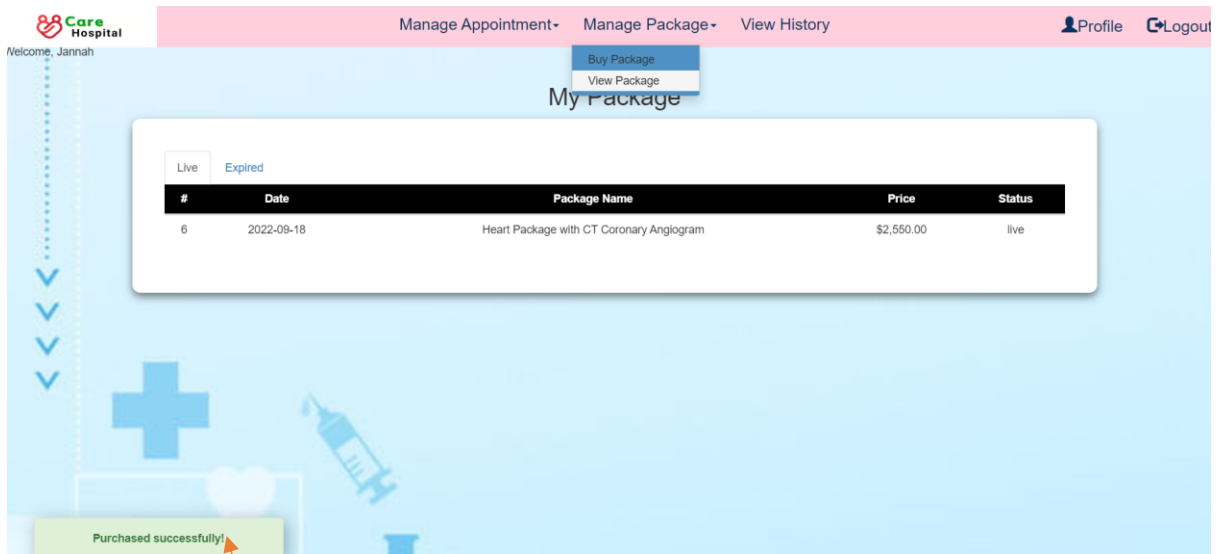 Care
Hospital
Manage Appointment
Manage Package
View History
Profile
Logout
Welcome, Jannah
Buy Package
View Package
My Package
Live
Expired
# Date Package Name Price Status
6 2022-09-18 Heart Package with CT Coronary Angiogram $2,550.00 live
Purchased successfully!